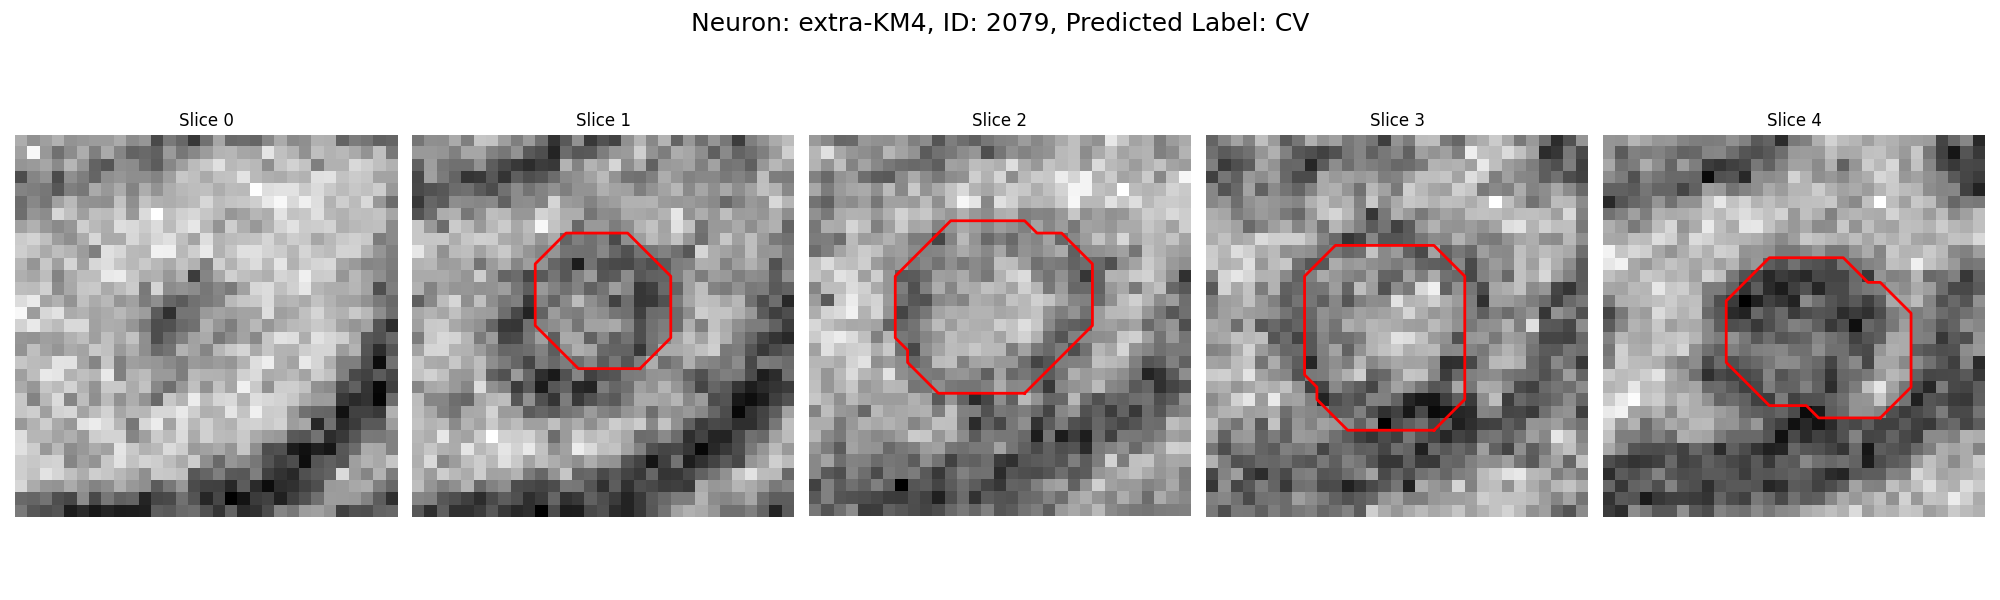 Neuron: extra-KM4, ID: 2079, Predicted Label: CV
Slice 0
Slice 1
Slice 2
Slice 3
Slice 4